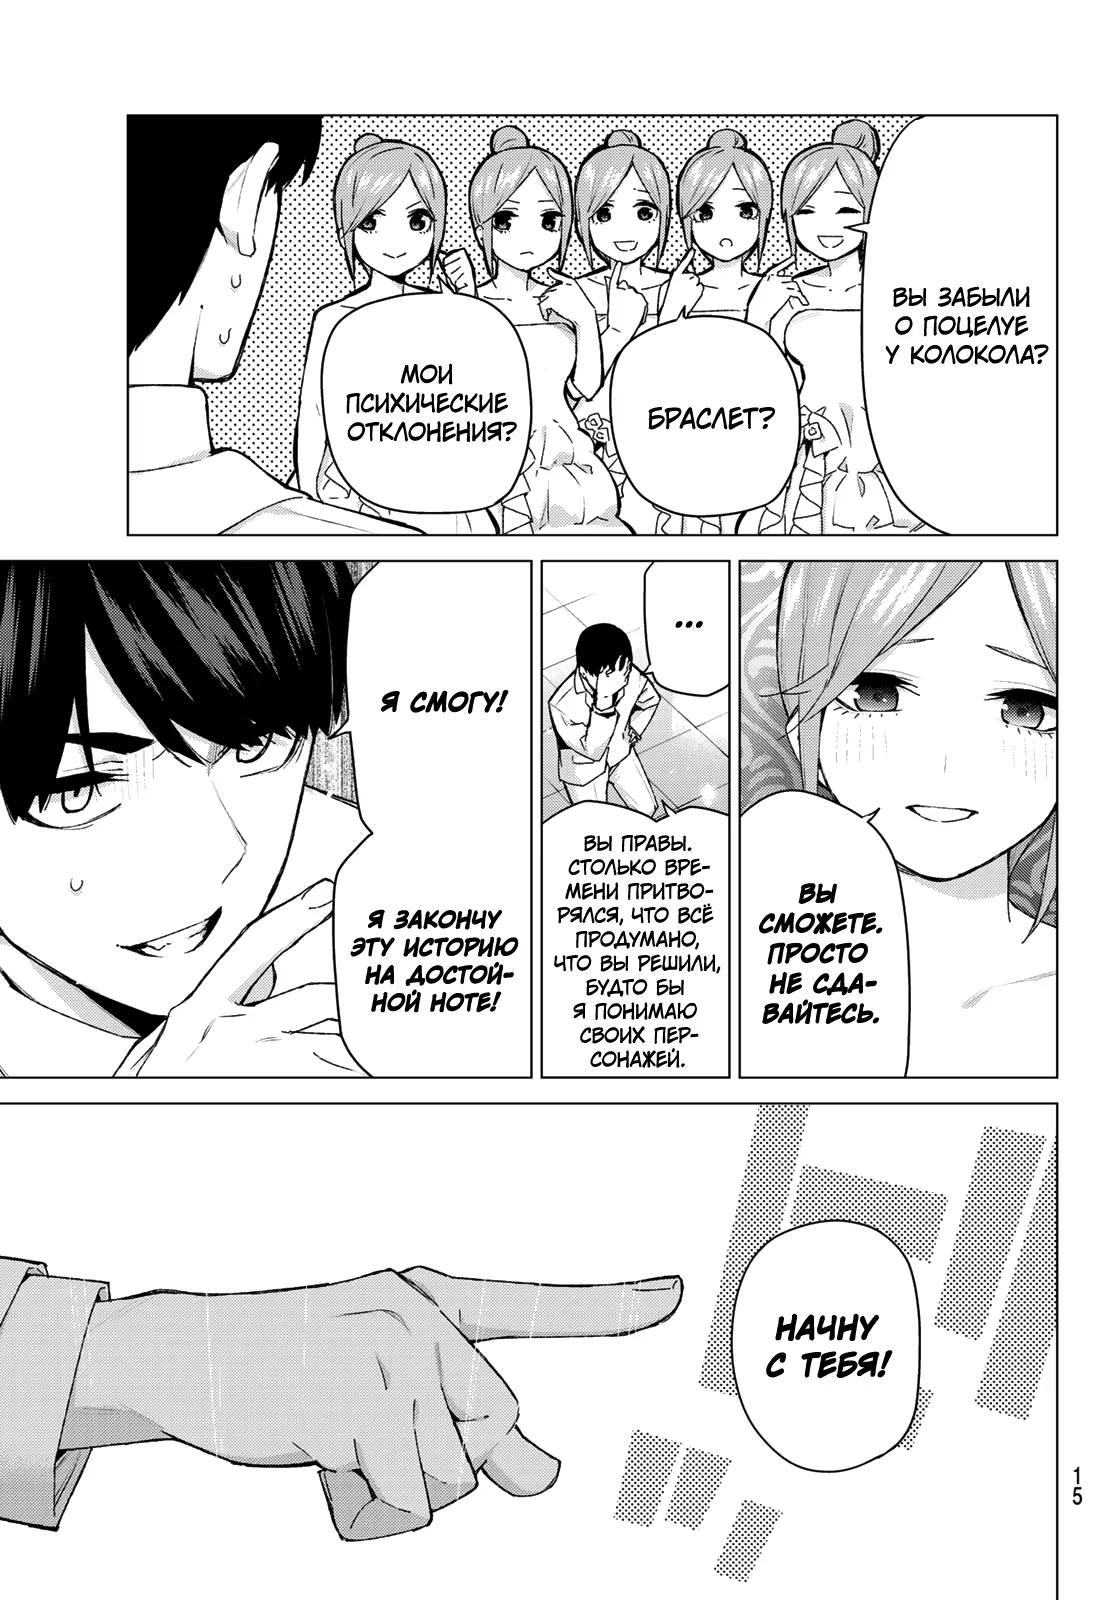 ВЫ ЗАБЫЛИ
О ПОЦЕЛУЕ
У КОЛОКОЛА?
БРАСЛЕТ?
МОИ
ПСИХИЧЕСКИЕ
ОТКЛОНЕНИЯ?
ВЫ
СМОЖЕТЕ.
ПРОСТО
НЕ СДА-
ВАЙТЕСЬ.
...
ВЫ ПРАВЫ.
СТОЛЬКО ВРЕ-
МЕНИ ПРИТВО-
РЯЛСЯ, ЧТО ВСЁ
ПРОДУМАНО,
ЧТО ВЫ РЕШИЛИ,
БУДТО БЫ
Я ПОНИМАЮ
СВОИХ ПЕР-
СОНАЖЕЙ.
Я СМОГУ!
Я ЗАКОНЧУ
ЭТУ ИСТОРИЮ
НА ДОСТОЙ-
НОЙ НОТЕ!
НАЧНУ
С ТЕБЯ!
15